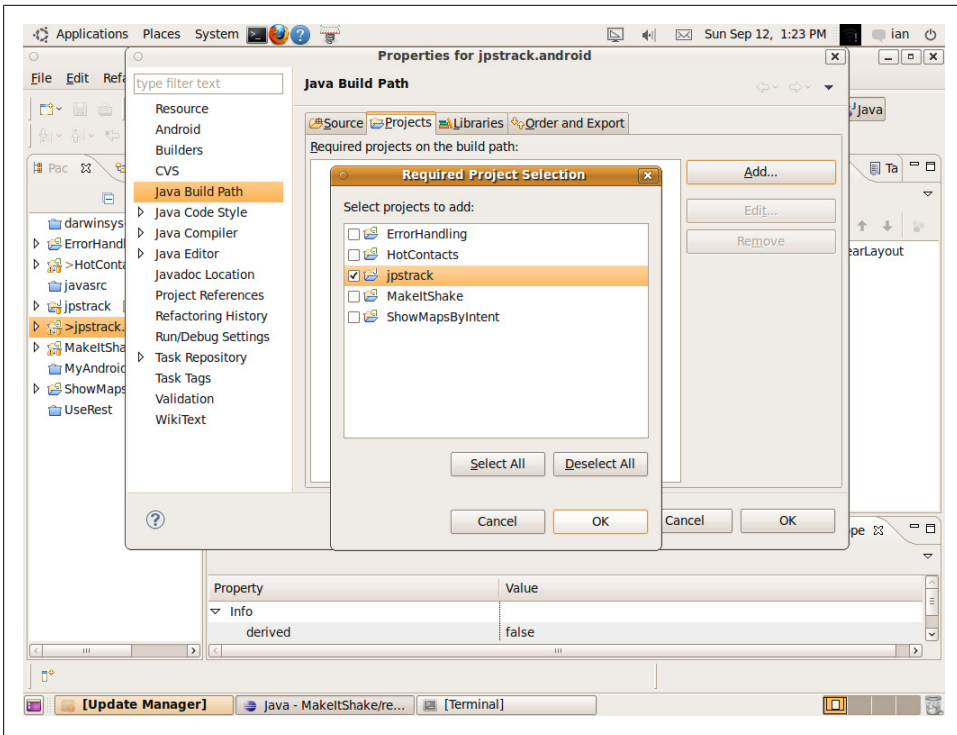 Applications Places System
Sun Sep 12, 1:23 PM
ian
Properties for jpstrack.android
File Edit Refa
type filter text
Java Build Path
Resource
Android
Builders
CVS
Java Build Path
Java Code Style
Java Compiler
Java Editor
Javadoc Location
Project References
Refactoring History
Run/Debug Settings
Task Repository
Task Tags
Validation
WikiText
Source
Projects
Libraries
Order and Export
Required projects on the build path:
Add...
Edit...
Remove
Required Project Selection
Select projects to add:
ErrorHandling
HotContacts
jpstrack
MakeItShake
ShowMapsByIntent
Select All
Deselect All
Cancel
OK
Cancel
OK
Java
Pac
Ta
darwinsys
ErrorHandl
>HotConta
javasrc
jpstrack [
>jpstrack.
MakeItSha
MyAndroid
ShowMaps
UseRest
earLayout
pe
Property Value
Info
derived false
[Update Manager]
Java - MakeItShake/re...
[Terminal]